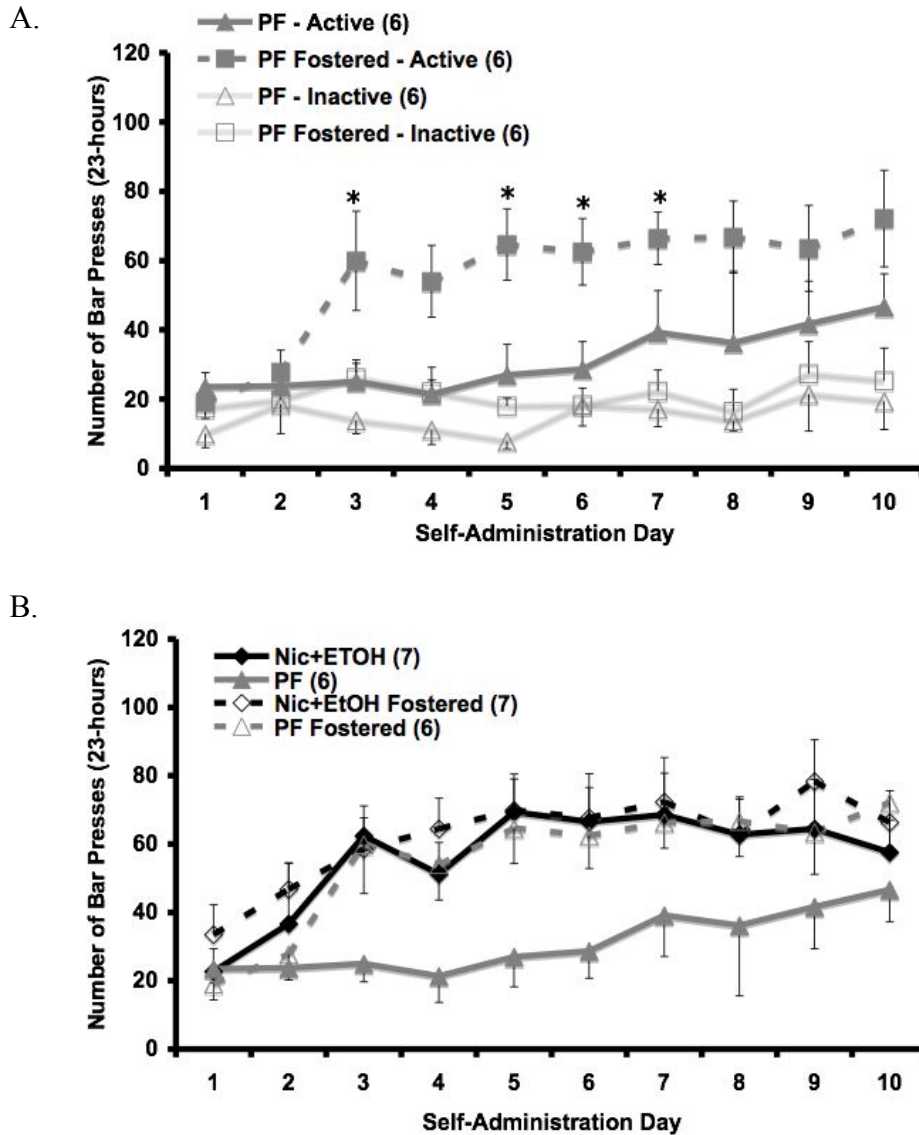 A.
PF - Active (6)
PF Fostered - Active (6)
PF - Inactive (6)
PF Fostered - Inactive (6)
120
100
80
60
40
20
0
Number of Bar Presses (23-hours)
* * * *
1 2 3 4 5 6 7 8 9 10
Self-Administration Day
B.
Nic+ETOH (7)
PF (6)
Nic+EtOH Fostered (7)
PF Fostered (6)
120
100
80
60
40
20
0
Number of Bar Presses (23-hours)
1 2 3 4 5 6 7 8 9 10
Self-Administration Day